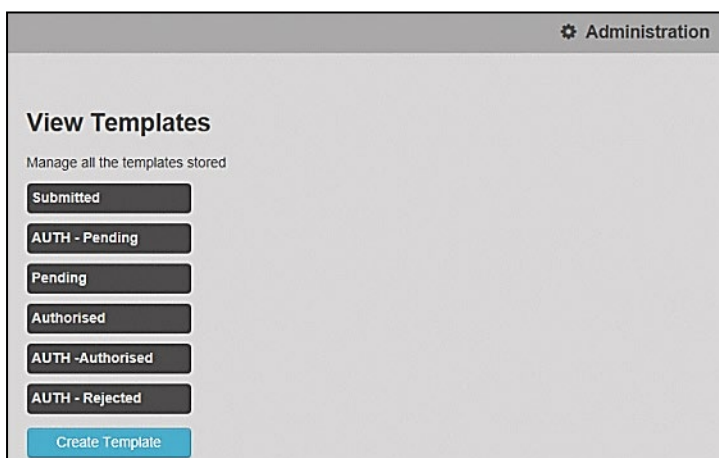 Administration
View Templates
Manage all the templates stored
Submitted
AUTH - Pending
Pending
Authorised
AUTH -Authorised
AUTH - Rejected
Create Template